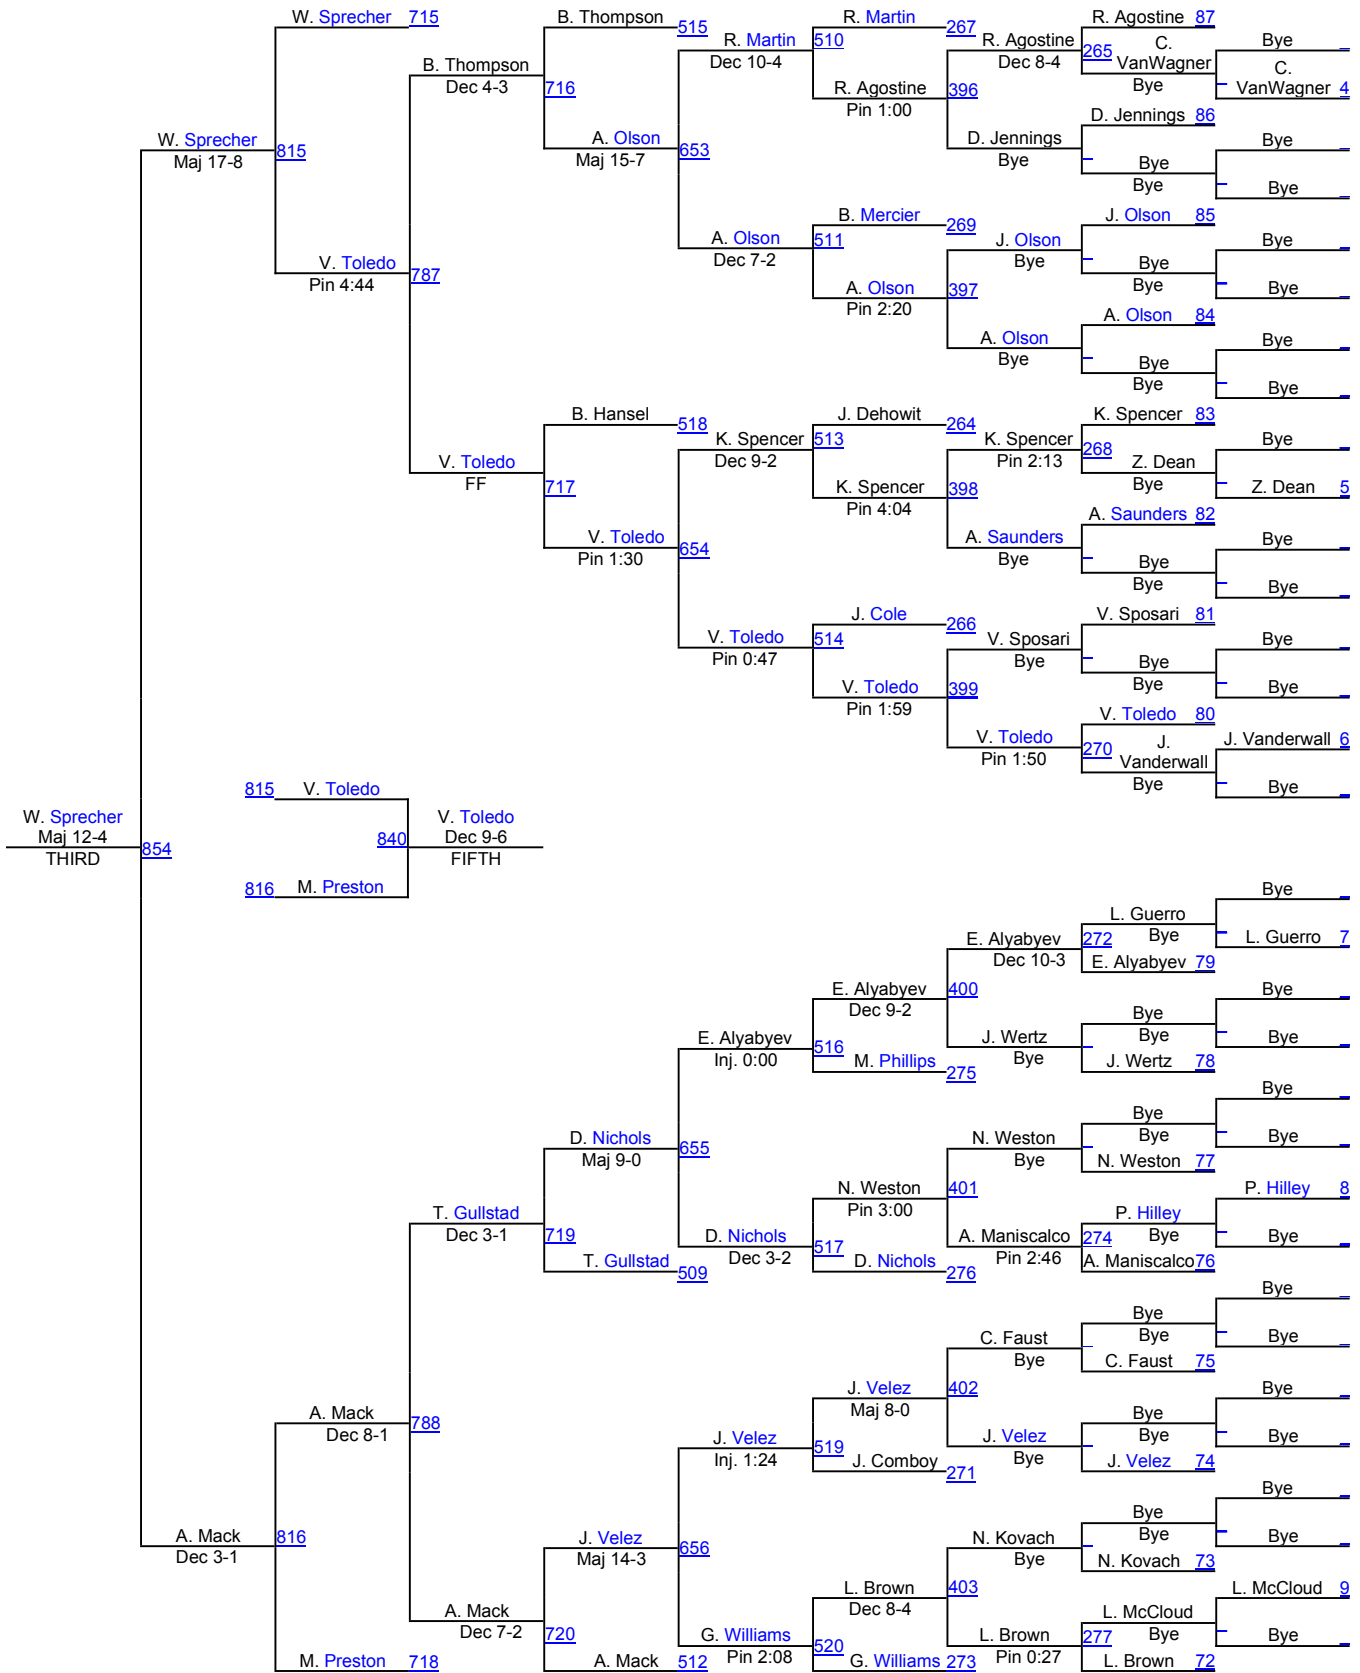 W. Sprecher 715
B. Thompson 515
R. Martin 267
R. Agostine 87
Bye
R. Martin 510
Dec 10-4
R. Agostine 265
Dec 8-4
C. VanWagner
Bye
C. VanWagner 4
B. Thompson
Dec 4-3
716
R. Agostine 396
Pin 1:00
D. Jennings 86
W. Sprecher 815
Maj 17-8
A. Olson 653
Maj 15-7
D. Jennings
Bye
Bye
Bye
Bye
Bye
B. Mercier 269
J. Olson 85
A. Olson 511
Dec 7-2
J. Olson
Bye
Bye
Bye
Bye
Bye
V. Toledo 787
Pin 4:44
A. Olson 397
Pin 2:20
A. Olson 84
A. Olson
Bye
Bye
Bye
Bye
Bye
B. Hansel 518
J. Dehowit 264
K. Spencer 83
K. Spencer 513
Dec 9-2
K. Spencer 268
Pin 2:13
Bye
V. Toledo
FF
717
Z. Dean
Bye
Z. Dean 5
K. Spencer 398
Pin 4:04
A. Saunders 82
V. Toledo 654
Pin 1:30
A. Saunders
Bye
Bye
Bye
Bye
Bye
J. Cole 266
V. Sposari 81
V. Toledo 514
Pin 0:47
V. Sposari
Bye
Bye
Bye
Bye
Bye
V. Toledo 399
Pin 1:59
V. Toledo 80
V. Toledo 270
Pin 1:50
J. Vanderwall
Bye
J. Vanderwall 6
Bye
815 V. Toledo
W. Sprecher
Maj 12-4
THIRD
854
840
V. Toledo
Dec 9-6
FIFTH
816 M. Preston
Bye
L. Guerro
Bye
L. Guerro 7
E. Alyabyev 272
Dec 10-3
E. Alyabyev 79
E. Alyabyev 400
Dec 9-2
Bye
Bye
Bye
Bye
E. Alyabyev 516
Inj. 0:00
J. Wertz
Bye
J. Wertz 78
M. Phillips 275
Bye
Bye
Bye
Bye
D. Nichols 655
Maj 9-0
N. Weston
Bye
N. Weston 77
N. Weston 401
Pin 3:00
P. Hilley 8
T. Gullstad 719
Dec 3-1
P. Hilley
Bye
Bye
D. Nichols 517
Dec 3-2
A. Maniscalco 274
Pin 2:46
A. Maniscalco 76
T. Gullstad 509
D. Nichols 276
Bye
Bye
Bye
Bye
C. Faust
Bye
C. Faust 75
J. Velez 402
Maj 8-0
Bye
A. Mack 788
Dec 8-1
Bye
Bye
Bye
J. Velez 519
Inj. 1:24
J. Velez
Bye
J. Velez 74
J. Comboy 271
Bye
A. Mack 816
Dec 3-1
J. Velez 656
Maj 14-3
N. Kovach
Bye
Bye
Bye
Bye
N. Kovach 73
L. Brown 403
Dec 8-4
L. McCloud 9
A. Mack 720
Dec 7-2
L. McCloud
Bye
Bye
G. Williams 520
Pin 2:08
L. Brown 277
Pin 0:27
L. Brown 72
M. Preston 718
A. Mack 512
G. Williams 273